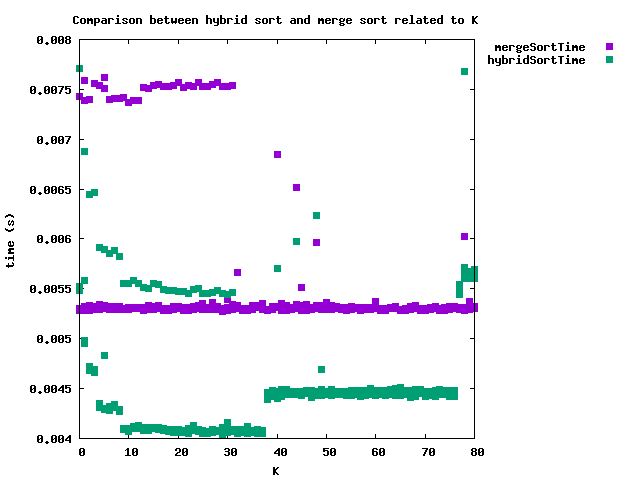 Comparison between hybrid sort and merge sort related to K
mergeSortTime
hybridSortTime
0.008
0.0075
0.007
0.0065
0.006
0.0055
0.005
0.0045
0.004
time (s)
0 10 20 30 40 50 60 70 80
K